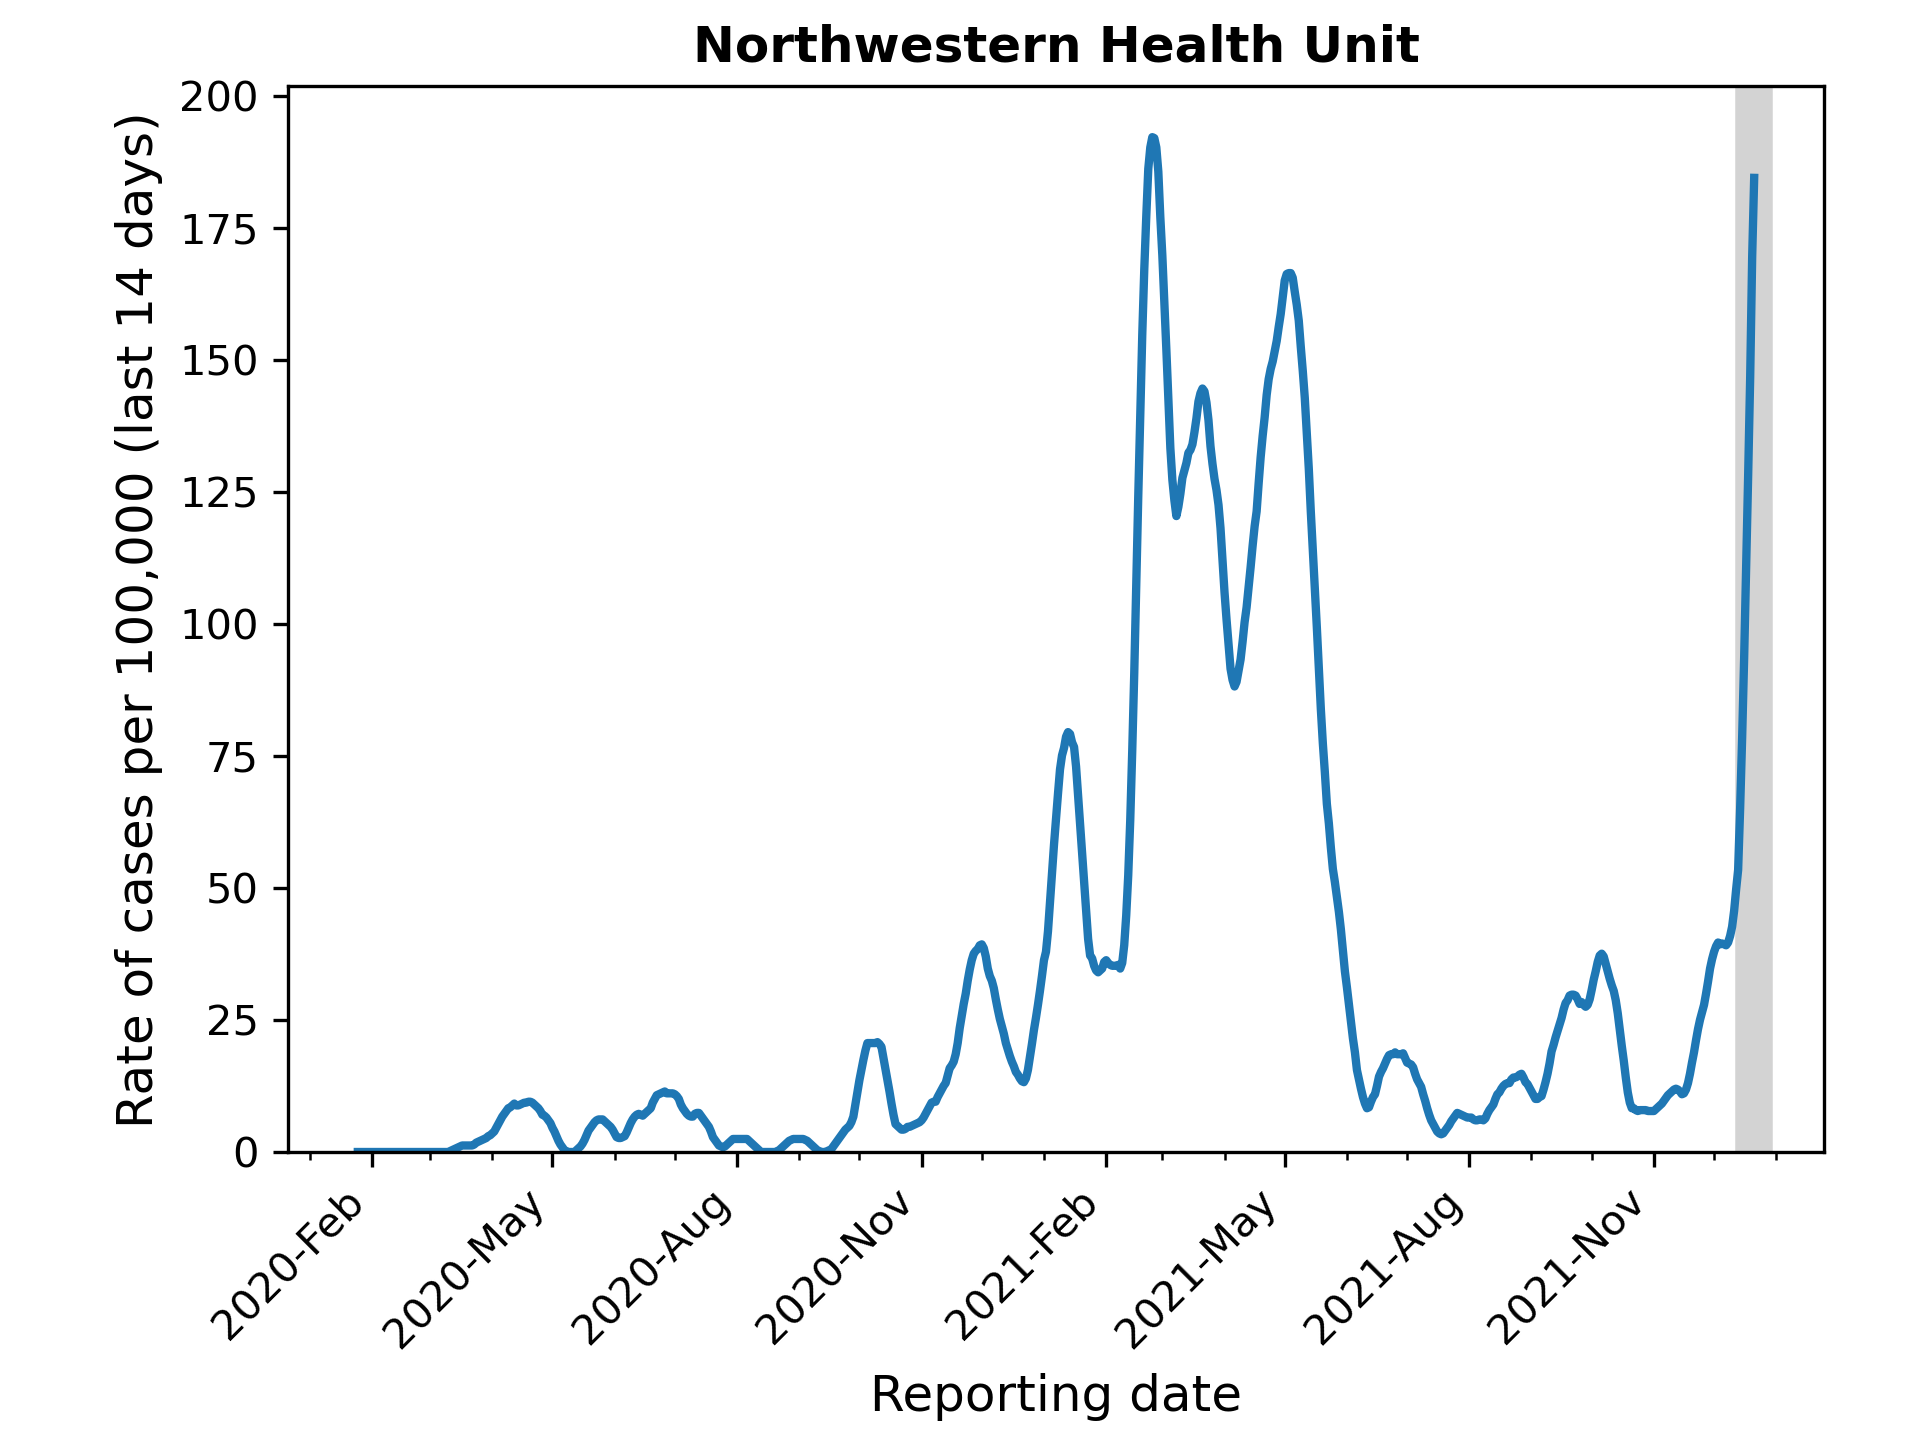 Northwestern Health Unit
Rate of cases per 100,000 (last 14 days)
200
175
150
125
100
75
50
25
0
2020-Feb
2020-May
2020-Aug
2020-Nov
2021-Feb
2021-May
2021-Aug
2021-Nov
Reporting date